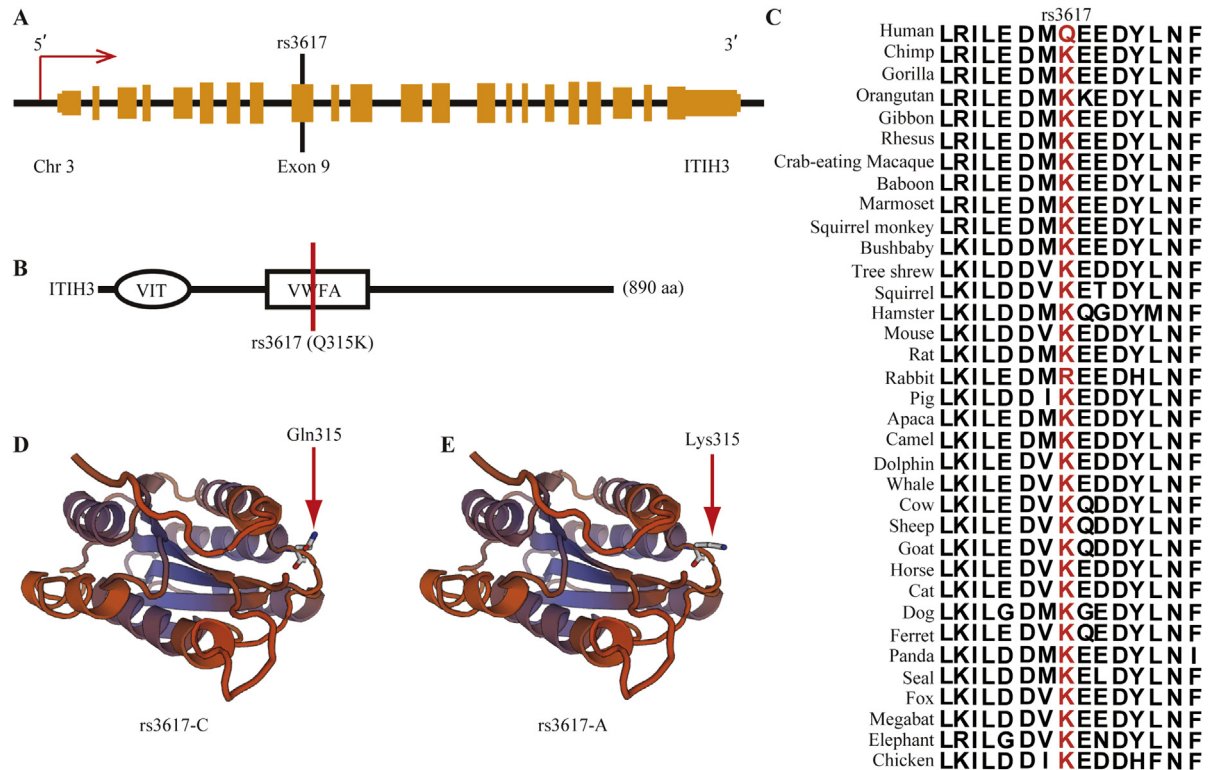 A
5′
rs3617
3′
Chr 3
Exon 9
ITIH3
B
ITIH3
VIT
VWFA
(890 aa)
rs3617 (Q315K)
D
Gln315
rs3617-C
E
Lys315
rs3617-A
C
rs3617
Human LRILEDMQEEDYLNF
Chimp LRILEDMKEEDYLNF
Gorilla LRILEDMKEEDYLNF
Orangutan LRILEDMKKEDYLNF
Gibbon LRILEDMKEEDYLNF
Rhesus LRILEDMKEEDYLNF
Crab-eating Macaque LRILEDMKEEDYLNF
Baboon LRILEDMKEEDYLNF
Marmoset LRILEDMKEEDYLNF
Squirrel monkey LRILEDMKEEDYLNF
Bushbaby LKILDDMKEEDYLNF
Tree shrew LKILDDVKEDDYLNF
Squirrel LKILDDVKETDYLNF
Hamster LKILDDMKQGDYMNF
Mouse LKILDDVKEEDYLNF
Rat LKILDDMKEEDYLNF
Rabbit LKILEDMREEDHLNF
Pig LKILDDIKEDDYLNF
Apaca LKILEDMKEDDYLNF
Camel LKILEDMKEDDYLNF
Dolphin LKILEDVKEDDYLNF
Whale LKILEDVKEDDYLNF
Cow LKILEDVKQDDYLNF
Sheep LKILEDVKQDDYLNF
Goat LKILEDVKQDDYLNF
Horse LKILEDVKEDDYLNF
Cat LKILEDVKEDDYLNF
Dog LKILGDMKGEDYLNF
Ferret LKILEDVKQEDYLNF
Panda LKILDDMKEEDYLNI
Seal LKILDDMKELDYLNF
Fox LKILDDVKEEDYLNF
Megabat LKILDDVKEEDYLNF
Elephant LRILGDVKENDYLNF
Chicken LKILDDIKEDDHFNF